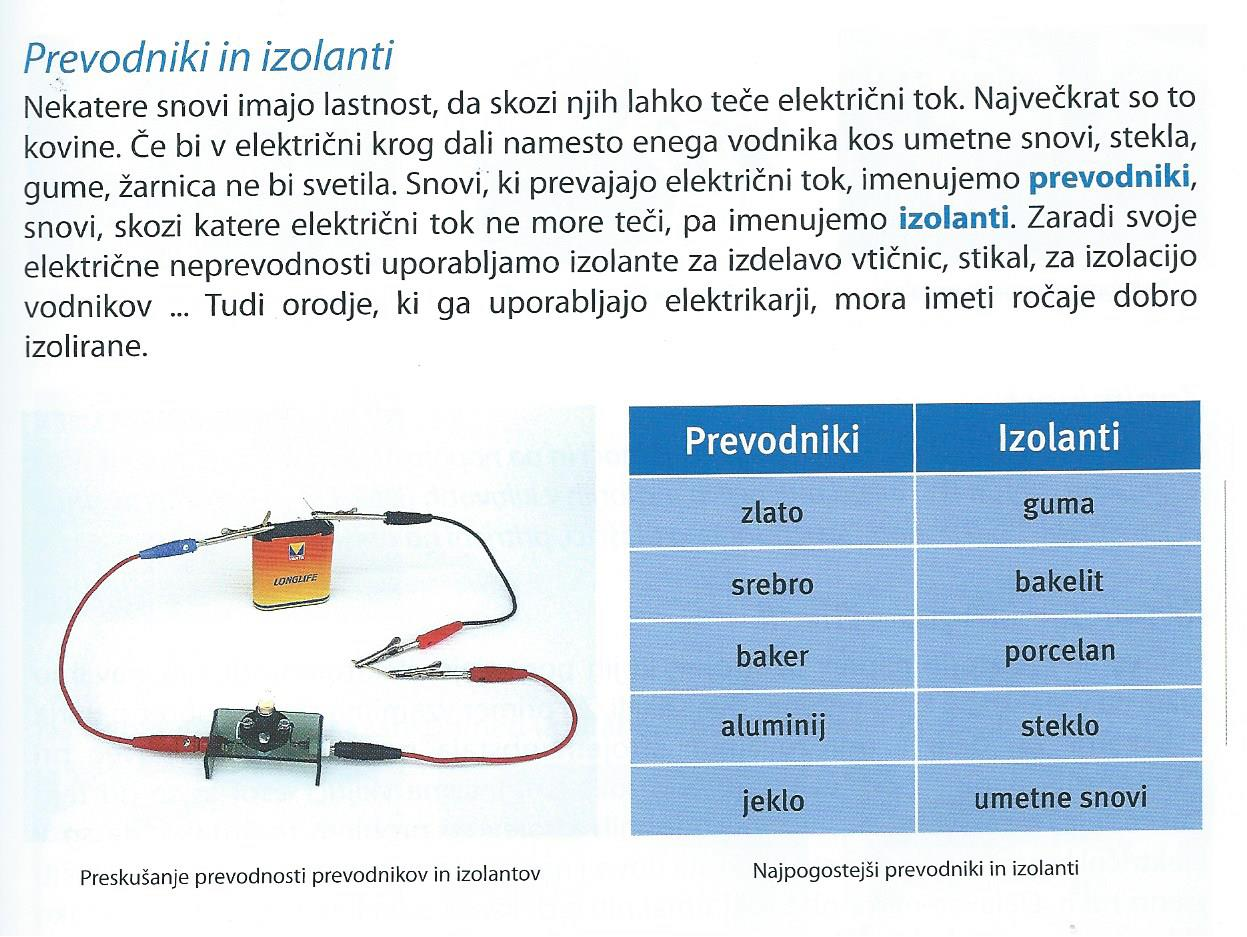 Prevodniki in izolanti
Nekatere snovi imajo lastnost, da skozi njih lahko teče električni tok. Največkrat so to
kovine. Če bi v električni krog dali namesto enega vodnika kos umetne snovi, stekla,
gume, žarnica ne bi svetila. Snovi, ki prevajajo električni tok, imenujemo prevodniki,
snovi, skozi katere električni tok ne more teči, pa imenujemo izolanti. Zaradi svoje
električne neprevodnosti uporabljamo izolante za izdelavo vtičnic, stikal, za izolacijo
vodnikov ... Tudi orodje, ki ga uporabljajo elektrikarji, mora imeti ročaje dobro
izolirane.
LONGLIFE
Preskušanje prevodnosti prevodnikov in izolantov
Prevodniki Izolanti
zlato guma
srebro bakelit
baker porcelan
aluminij steklo
jeklo umetne snovi
Najpogostejši prevodniki in izolanti